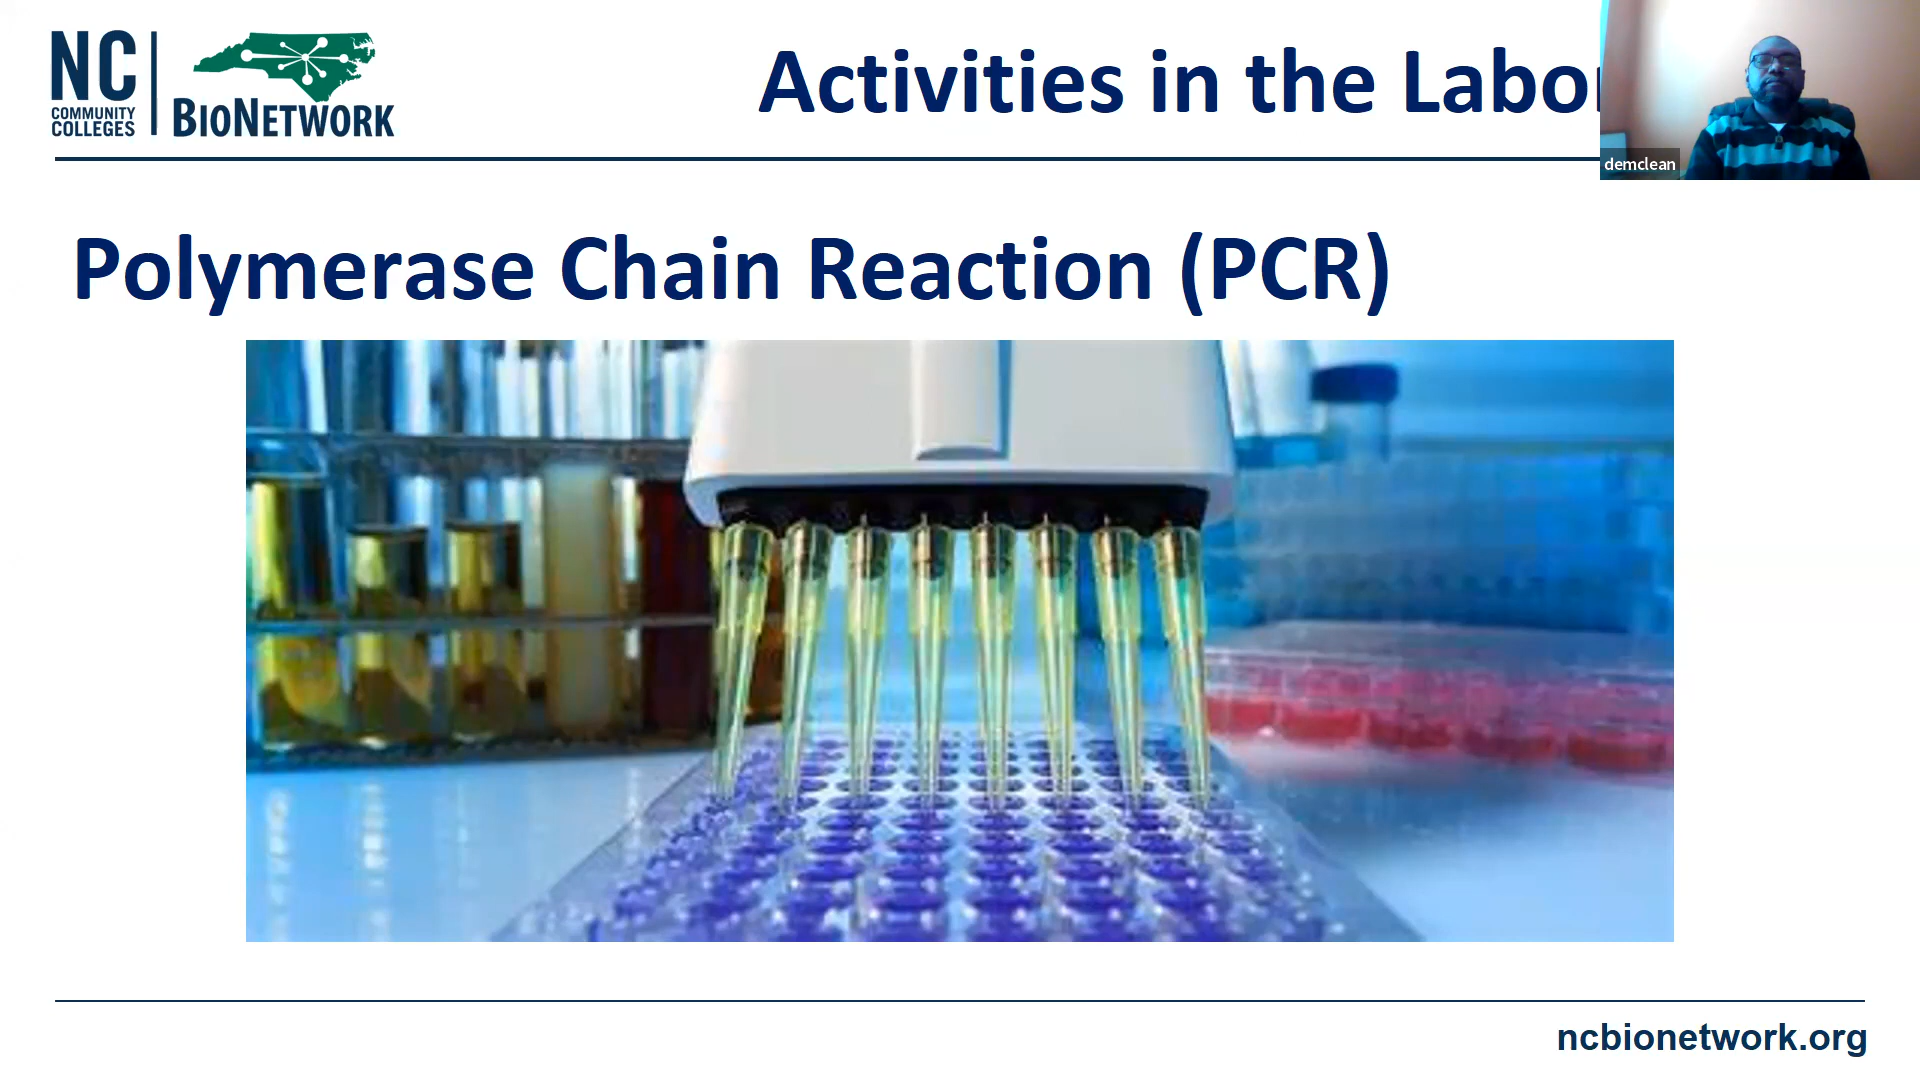 NC
COMMUNITY
COLLEGES
BIONETWORK
Activities in the Labo
demclean
Polymerase Chain Reaction (PCR)
ncbionetwork.org